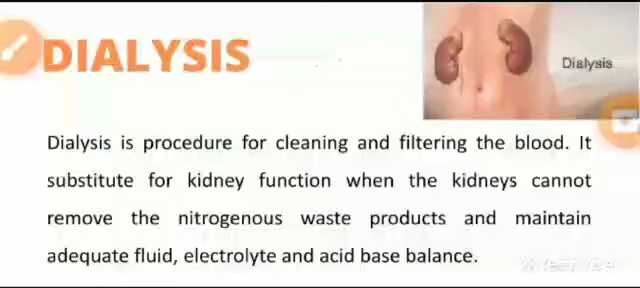 DIALYSIS
Dialysis
Dialysis is procedure for cleaning and filtering the blood. It
substitute for kidney function when the kidneys cannot
remove the nitrogenous waste products and maintain
adequate fluid, electrolyte and acid base balance.